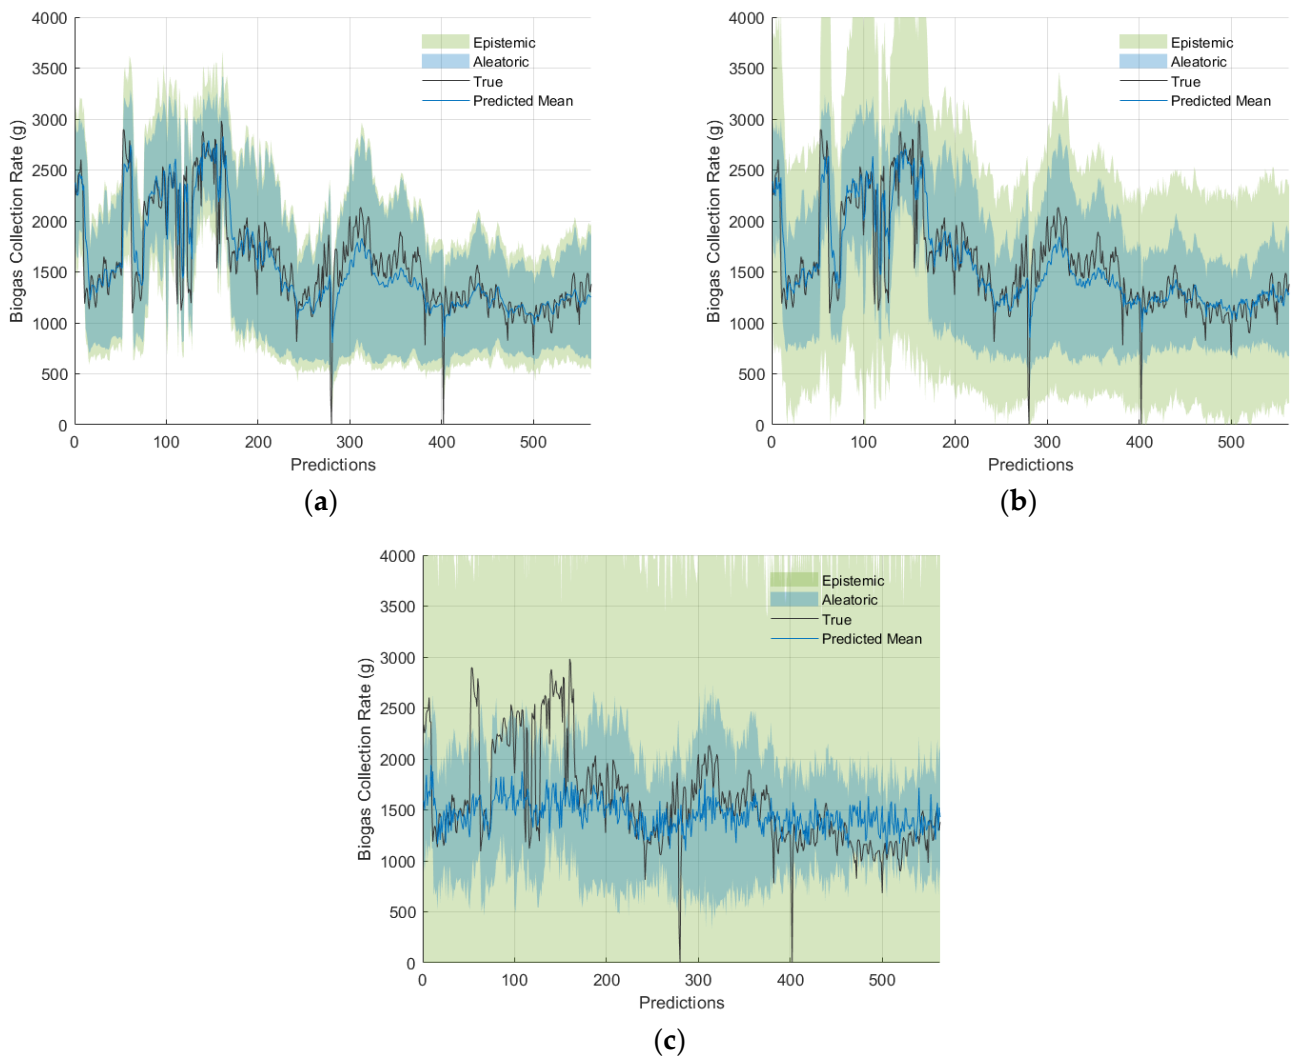 4000
3500
3000
2500
2000
1500
1000
500
0
Biogas Collection Rate (g)
Epistemic
Aleatoric
True
Predicted Mean
0 100 200 300 400 500
Predictions
(a)
4000
3500
3000
2500
2000
1500
1000
500
0
Biogas Collection Rate (g)
Epistemic
Aleatoric
True
Predicted Mean
0 100 200 300 400 500
Predictions
(b)
4000
3500
3000
2500
2000
1500
1000
500
0
Biogas Collection Rate (g)
Epistemic
Aleatoric
True
Predicted Mean
0 100 200 300 400 500
Predictions
(c)